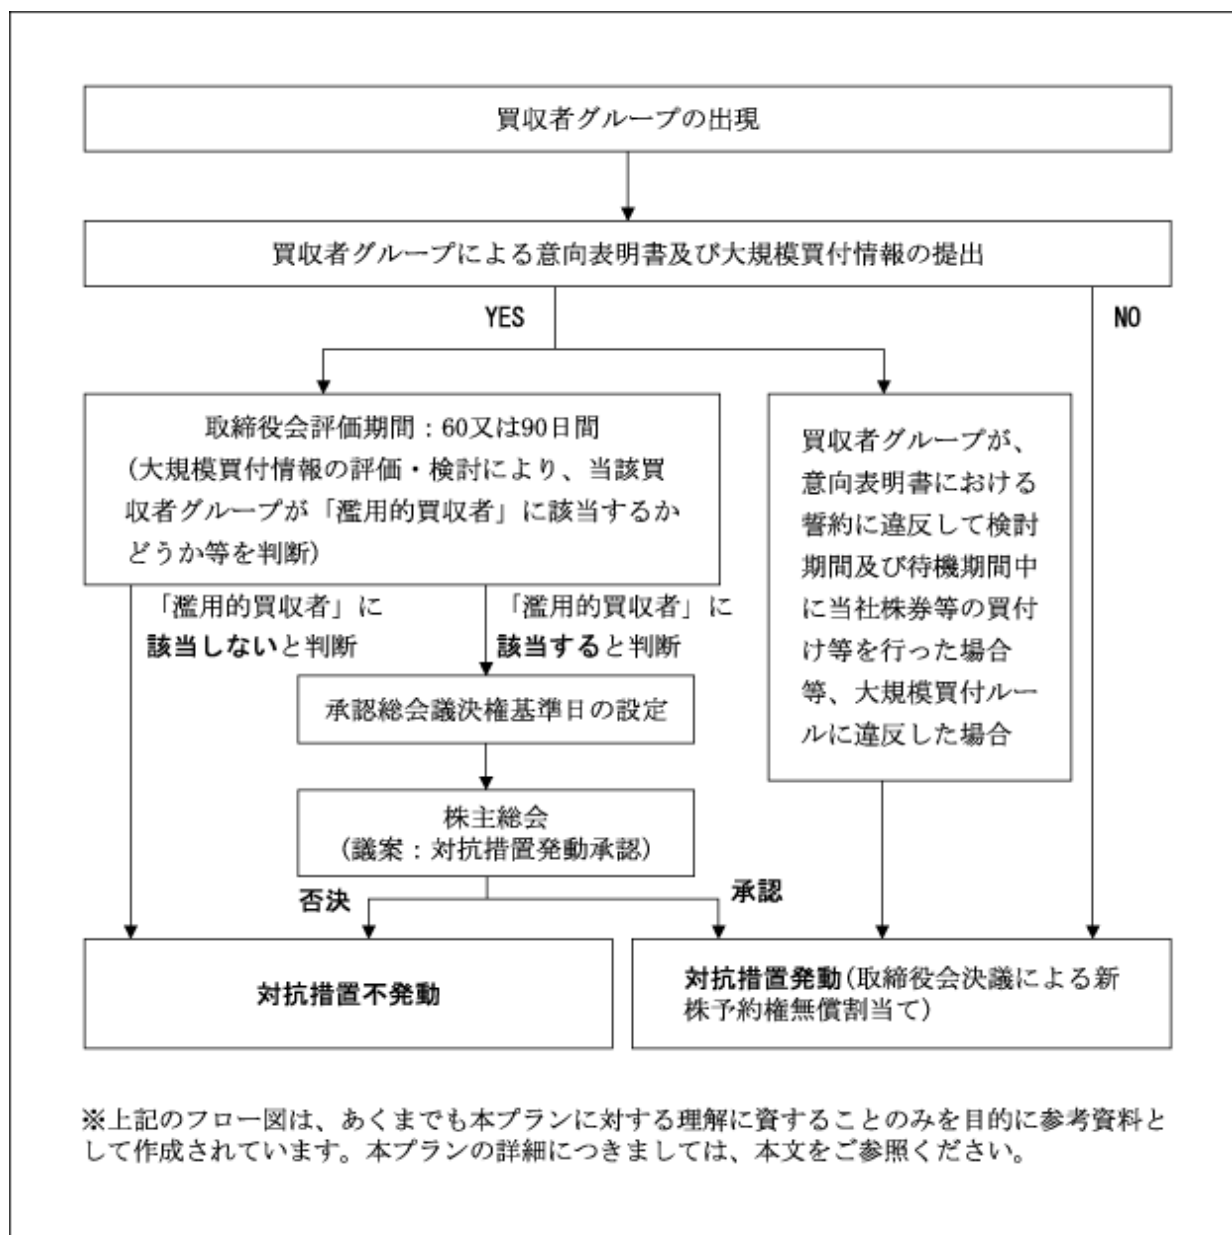 買収者グループの出現
買収者グループによる意向表明書及び大規模買付情報の提出
YES
NO
取締役会評価期間：60又は90日間
(大規模買付情報の評価・検討により、当該買
収者グループが「濫用的買収者」に該当するか
どうか等を判断)
買収者グループが、
意向表明書における
誓約に違反して検討
期間及び待機期間中
に当社株券等の買付
け等を行った場合
等、大規模買付ルー
ルに違反した場合
「濫用的買収者」に
該当しないと判断
「濫用的買収者」に
該当すると判断
承認総会議決権基準日の設定
株主総会
(議案：対抗措置発動承認)
否決
承認
対抗措置不発動
対抗措置発動(取締役会決議による新
株予約権無償割当て)
※上記のフロー図は、あくまでも本プランに対する理解に資することのみを目的に参考資料と
して作成されています。本プランの詳細につきましては、本文をご参照ください。